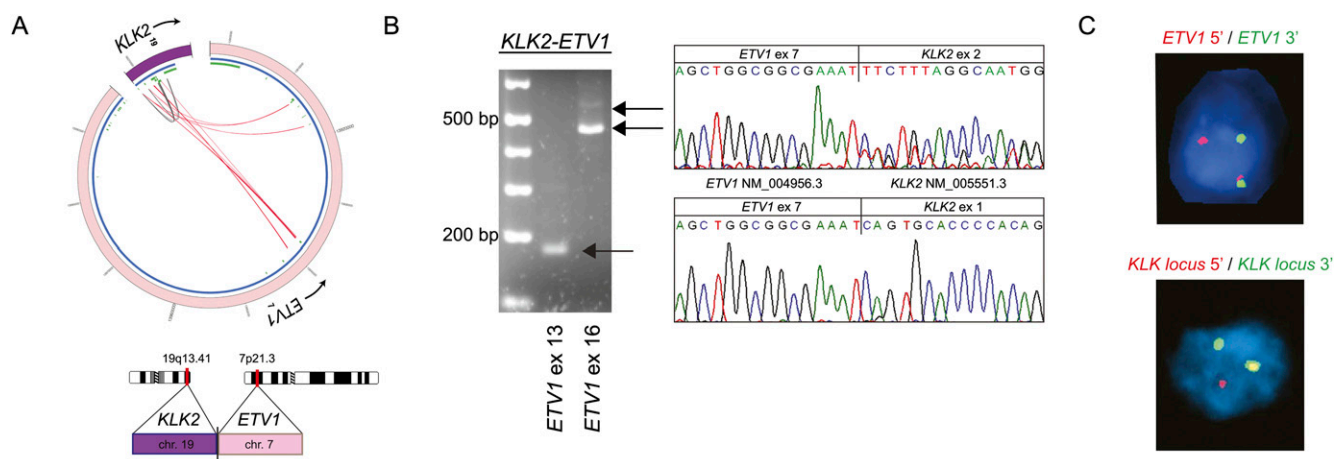 A
KLK2
19
ETV1
7
19q13.41
7p21.3
KLK2
ETV1
chr. 19
chr. 7
B
KLK2-ETV1
500 bp
200 bp
ETV1 ex 13
ETV1 ex 16
ETV1 ex 7
KLK2 ex 2
AGCTGGCGGCGAAATTTCTTTAGGCAATGG
ETV1 NM_004956.3
KLK2 NM_005551.3
ETV1 ex 7
KLK2 ex 1
AGCTGGCGGCGAAATCAGTGCACCCCACAG
C
ETV1 5' / ETV1 3'
KLK locus 5' / KLK locus 3'